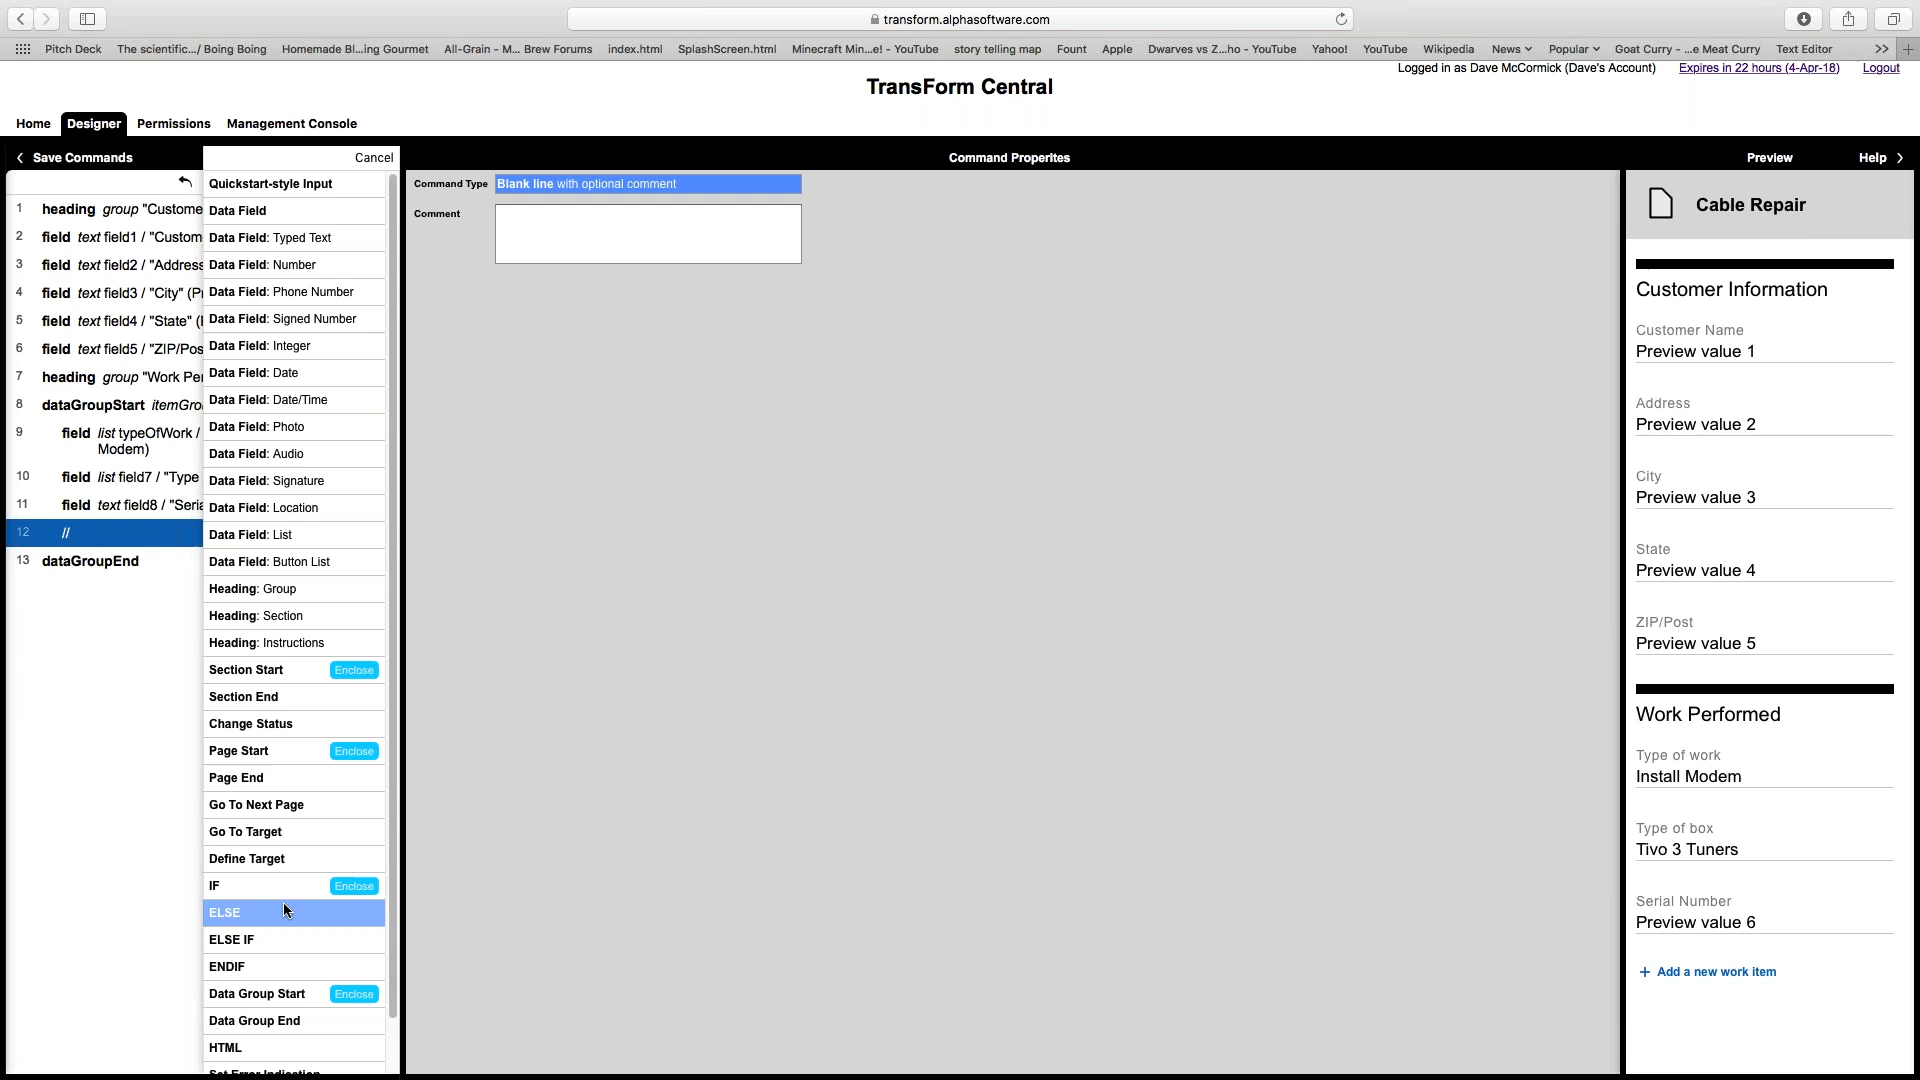 transform.alphasoftware.com
Pitch Deck The scientific.../ Boing Boing Homemade Bl...ing Gourmet All-Grain - M... Brew Forums index.html SplashScreen.html Minecraft Min...e! - YouTube story telling map Fount Apple Dwarves vs Z...ho - YouTube Yahoo! YouTube Wikipedia News Popular Goat Curry - ...e Meat Curry Text Editor
Logged in as Dave McCormick (Dave's Account) Expires in 22 hours (4-Apr-18) Logout
TransForm Central
Home Designer Permissions Management Console
Save Commands
Cancel
Command Properites
Preview
Help
1 heading group "Custome
2 field text field1 / "Custom
3 field text field2 / "Address
4 field text field3 / "City" (P
5 field text field4 / "State" (
6 field text field5 / "ZIP/Pos
7 heading group "Work Per
8 dataGroupStart itemGro
9 field list typeOfWork /
Modem)
10 field list field7 / "Type
11 field text field8 / "Seria
12 //
13 dataGroupEnd
Quickstart-style Input
Data Field
Data Field: Typed Text
Data Field: Number
Data Field: Phone Number
Data Field: Signed Number
Data Field: Integer
Data Field: Date
Data Field: Date/Time
Data Field: Photo
Data Field: Audio
Data Field: Signature
Data Field: Location
Data Field: List
Data Field: Button List
Heading: Group
Heading: Section
Heading: Instructions
Section Start Enclose
Section End
Change Status
Page Start Enclose
Page End
Go To Next Page
Go To Target
Define Target
IF Enclose
ELSE
ELSE IF
ENDIF
Data Group Start Enclose
Data Group End
HTML
Set Error Indication
Command Type Blank line with optional comment
Comment
Cable Repair
Customer Information
Customer Name
Preview value 1
Address
Preview value 2
City
Preview value 3
State
Preview value 4
ZIP/Post
Preview value 5
Work Performed
Type of work
Install Modem
Type of box
Tivo 3 Tuners
Serial Number
Preview value 6
+ Add a new work item